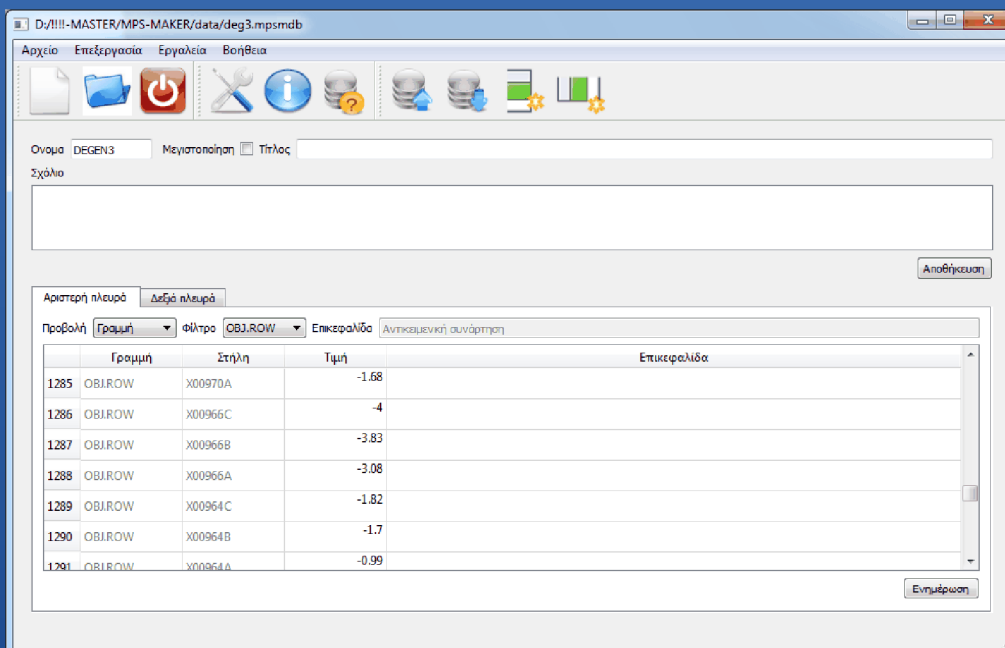 D:/!!!!-MASTER/MPS-MAKER/data/deg3.mpsmdb
Αρχείο Επεξεργασία Εργαλεία Βοήθεια
Ονομα DEGEN3 Μεγιστοποίηση Τίτλος
Σχόλιο
Αποθήκευση
Αριστερή πλευρά Δεξιά πλευρά
Προβολή Γραμμή Φίλτρο OBJ.ROW Επικεφαλίδα Αντικειμενική συνάρτηση
Γραμμή Στήλη Τιμή Επικεφαλίδα
1285 OBJ.ROW X00970A -1.68
1286 OBJ.ROW X00966C -4
1287 OBJ.ROW X00966B -3.83
1288 OBJ.ROW X00966A -3.08
1289 OBJ.ROW X00964C -1.82
1290 OBJ.ROW X00964B -1.7
1291 OBJ.ROW X00964A -0.99
Ενημέρωση